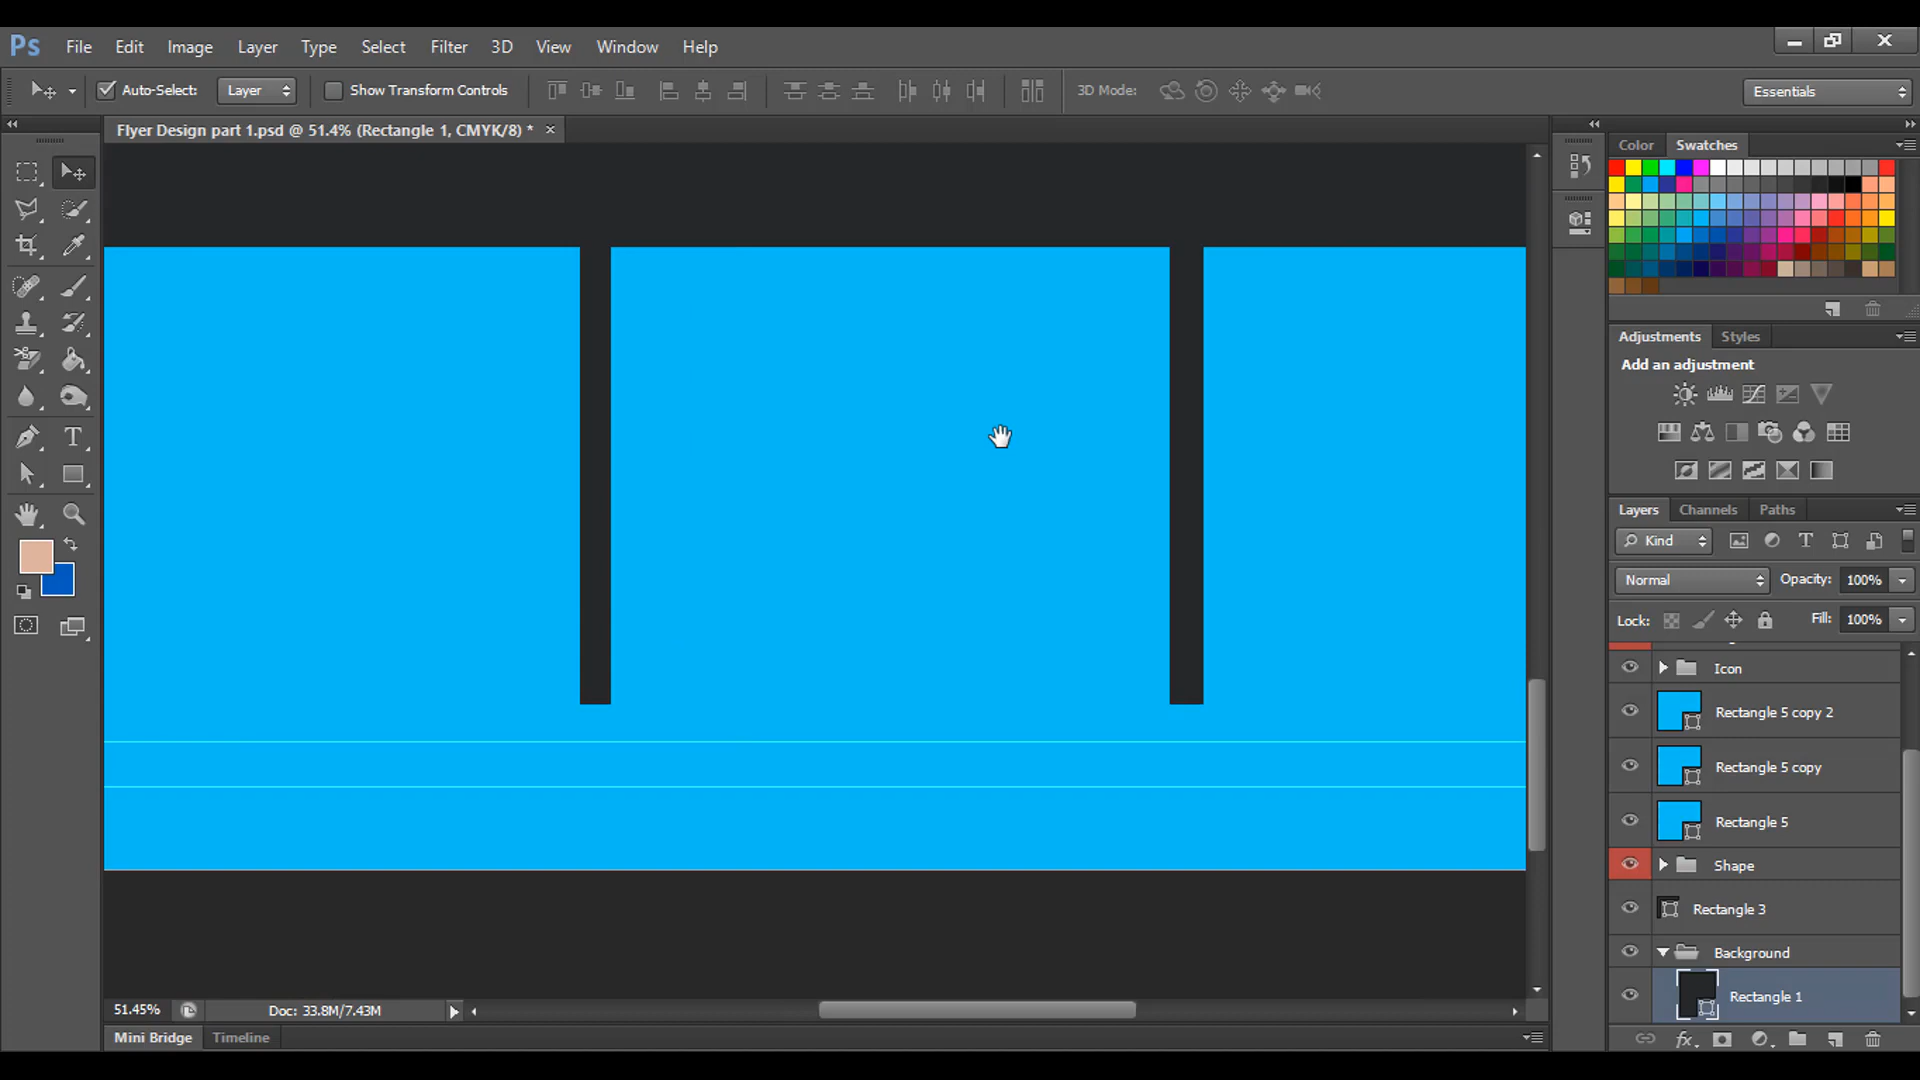 Ps File Edit Image Layer Type Select Filter 3D View Window Help
Auto-Select: Layer Show Transform Controls 3D Mode: Essentials
Flyer Design part 1.psd @ 51.4% (Rectangle 1, CMYK/8) *
Color Swatches
Adjustments Styles
Add an adjustment
Layers Channels Paths
Kind
Normal Opacity: 100%
Lock: Fill: 100%
Icon
Rectangle 5 copy 2
Rectangle 5 copy
Rectangle 5
Shape
Rectangle 3
Background
Rectangle 1
51.45% Doc: 33.8M/7.43M
Mini Bridge Timeline
fx